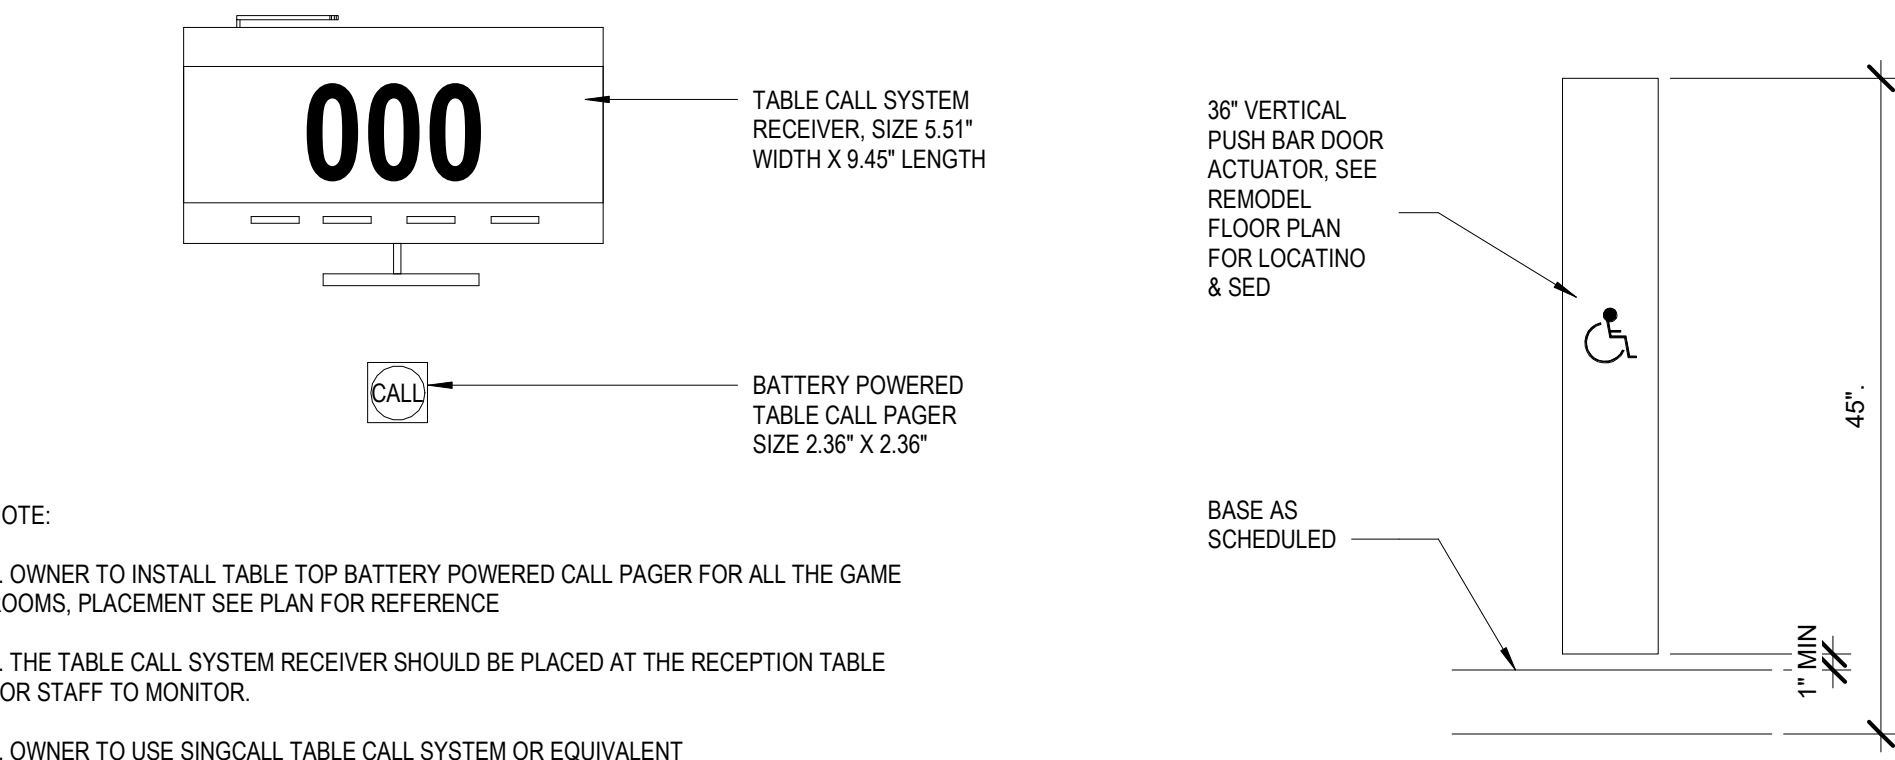 000
TABLE CALL SYSTEM
RECEIVER, SIZE 5.51"
WIDTH X 9.45" LENGTH
CALL
BATTERY POWERED
TABLE CALL PAGER
SIZE 2.36" X 2.36"
OTE:
. OWNER TO INSTALL TABLE TOP BATTERY POWERED CALL PAGER FOR ALL THE GAME
ROOMS, PLACEMENT SEE PLAN FOR REFERENCE
. THE TABLE CALL SYSTEM RECEIVER SHOULD BE PLACED AT THE RECEPTION TABLE
OR STAFF TO MONITOR.
. OWNER TO USE SINGCALL TABLE CALL SYSTEM OR EQUIVALENT
36" VERTICAL
PUSH BAR DOOR
ACTUATOR, SEE
REMODEL
FLOOR PLAN
FOR LOCATINO
& SED
BASE AS
SCHEDULED
45".
1" MIN